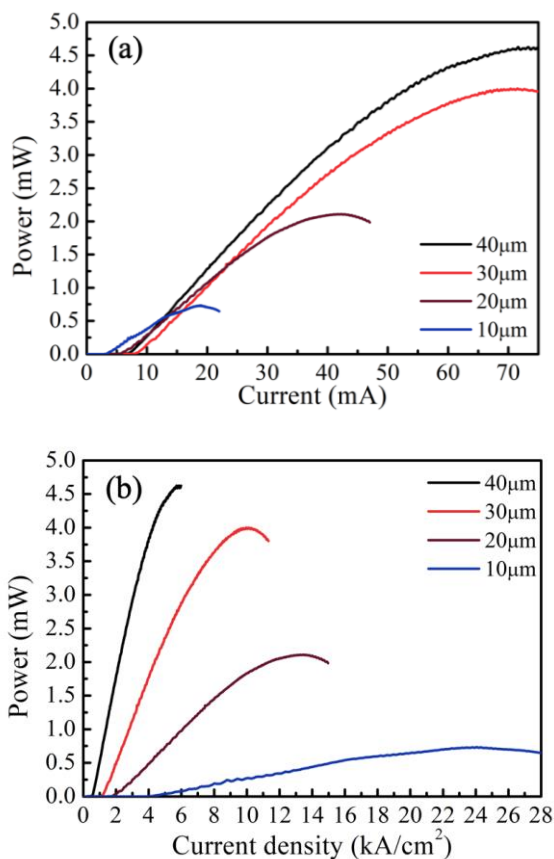 (a)
Power (mW)
5.0
4.5
4.0
3.5
3.0
2.5
2.0
1.5
1.0
0.5
0.0
40μm
30μm
20μm
10μm
0 10 20 30 40 50 60 70
Current (mA)
(b)
Power (mW)
5.0
4.5
4.0
3.5
3.0
2.5
2.0
1.5
1.0
0.5
0.0
40μm
30μm
20μm
10μm
0 2 4 6 8 10 12 14 16 18 20 22 24 26 28
Current density (kA/cm²)